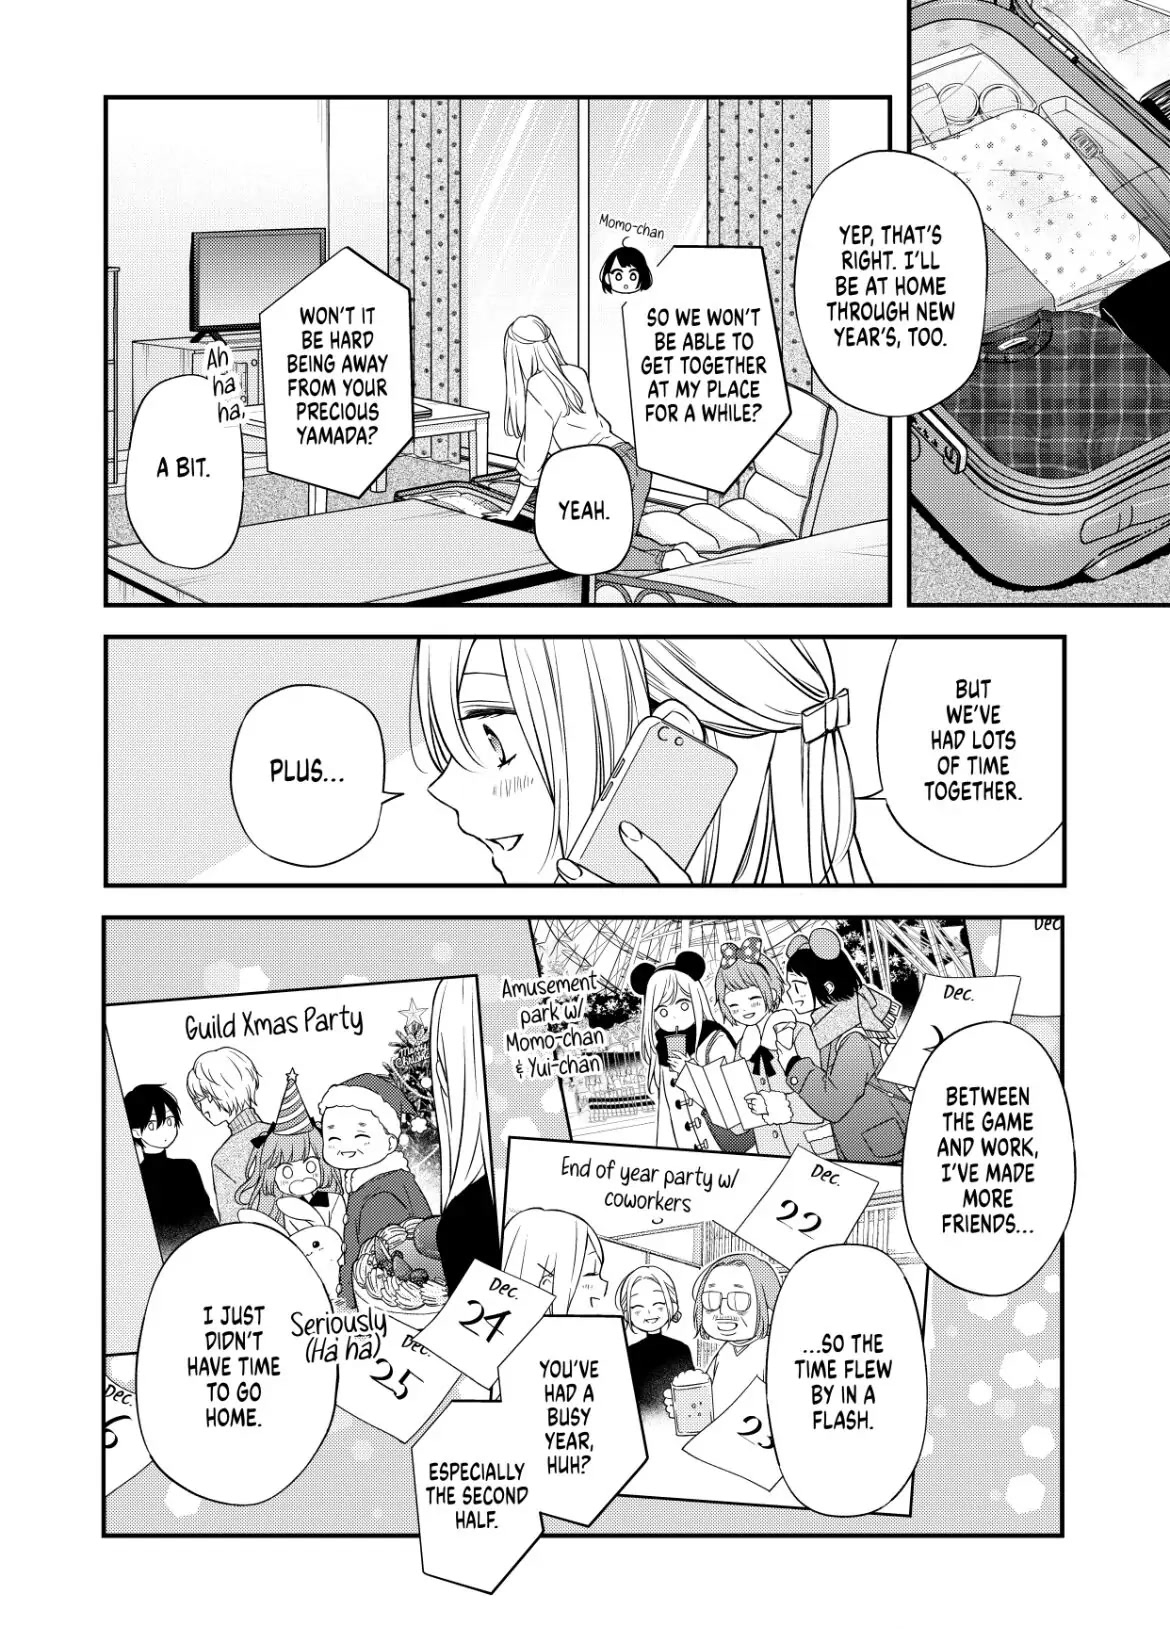 YEP, THAT'S
RIGHT. I'LL
BE AT HOME
THROUGH NEW
YEAR'S, TOO.
Momo-chan
SO WE WON'T
BE ABLE TO
GET TOGETHER
AT MY PLACE
FOR A WHILE?
YEAH.
WON'T IT
BE HARD
BEING AWAY
FROM YOUR
PRECIOUS
YAMADA?
Ah
ha
ha
A BIT.
BUT
WE'VE
HAD LOTS
OF TIME
TOGETHER.
PLUS...
Dec.
Dec.
Amusement
park w/
Momo-chan
& Yui-chan
BETWEEN
THE GAME
AND WORK,
I'VE MADE
MORE
FRIENDS...
End of year party w/
coworkers
Dec.
22
...SO THE
TIME FLEW
BY IN A
FLASH.
23
Guild Xmas Party
Dec.
24
YOU'VE
HAD A
BUSY
YEAR,
HUH?
ESPECIALLY
THE SECOND
HALF.
Dec.
25
Seriously
(Ha ha)
I JUST
DIDN'T
HAVE TIME
TO GO
HOME.
Dec.